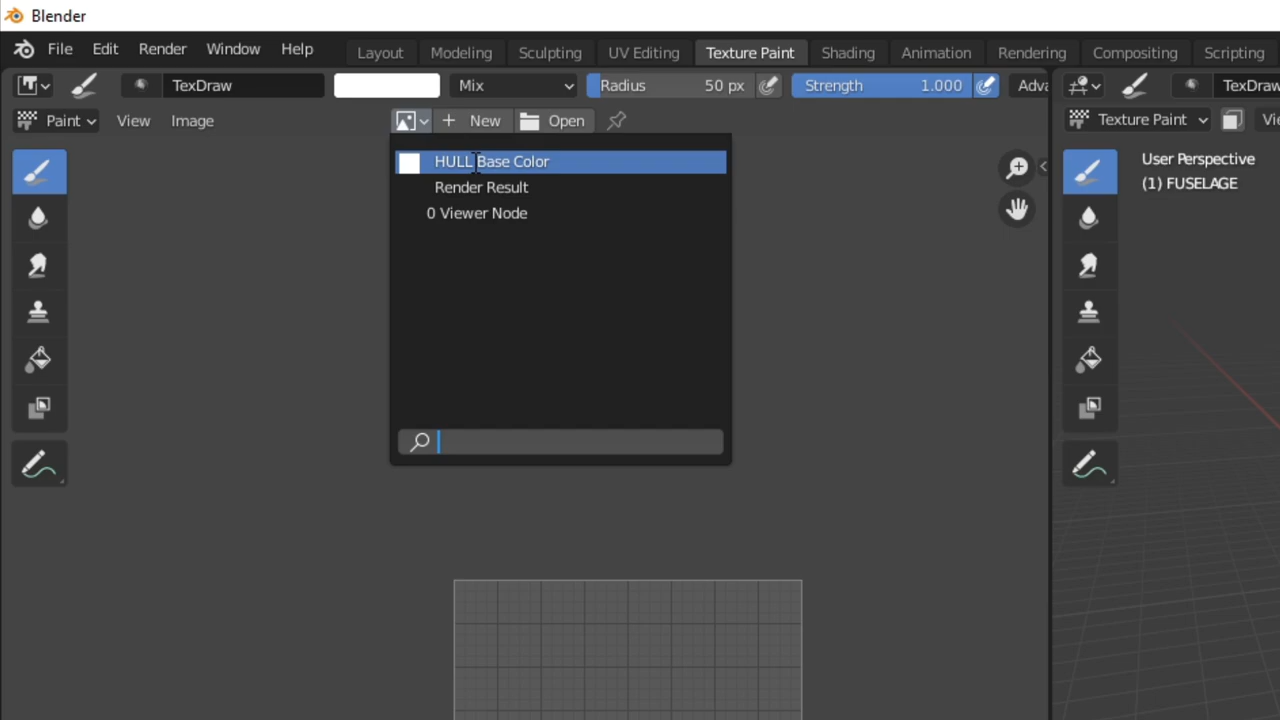 Blender
File Edit Render Window Help Layout Modeling Sculpting UV Editing Texture Paint Shading Animation Rendering Compositing Scripting
TexDraw Mix Radius 50 px Strength 1.000 Adva TexDraw
Paint View Image + New Open Texture Paint Vie
HULL Base Color
Render Result
0 Viewer Node
User Perspective
(1) FUSELAGE